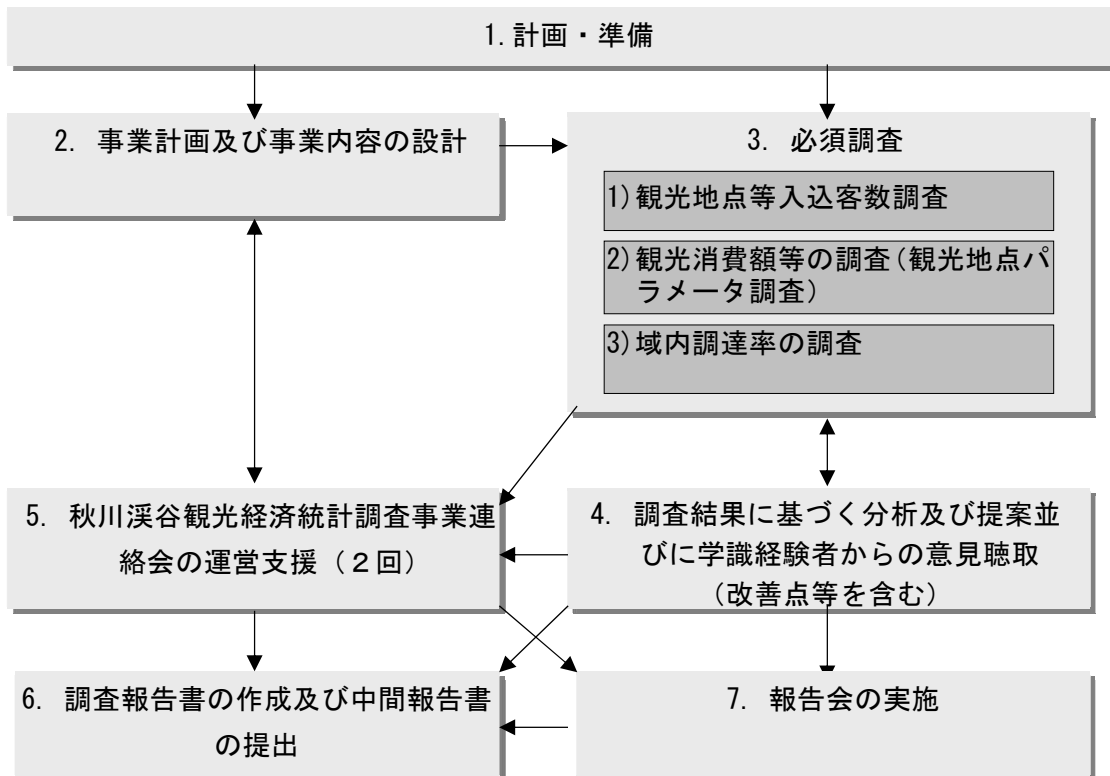 1.計画・準備
2. 事業計画及び事業内容の設計
3. 必須調査
1)観光地点等入込客数調査
2)観光消費額等の調査(観光地点パ
ラメータ調査)
3)域内調達率の調査
5. 秋川渓谷観光経済統計調査事業連
絡会の運営支援(２回)
4. 調査結果に基づく分析及び提案並
びに学識経験者からの意見聴取
(改善点等を含む)
6. 調査報告書の作成及び中間報告書
の提出
7. 報告会の実施